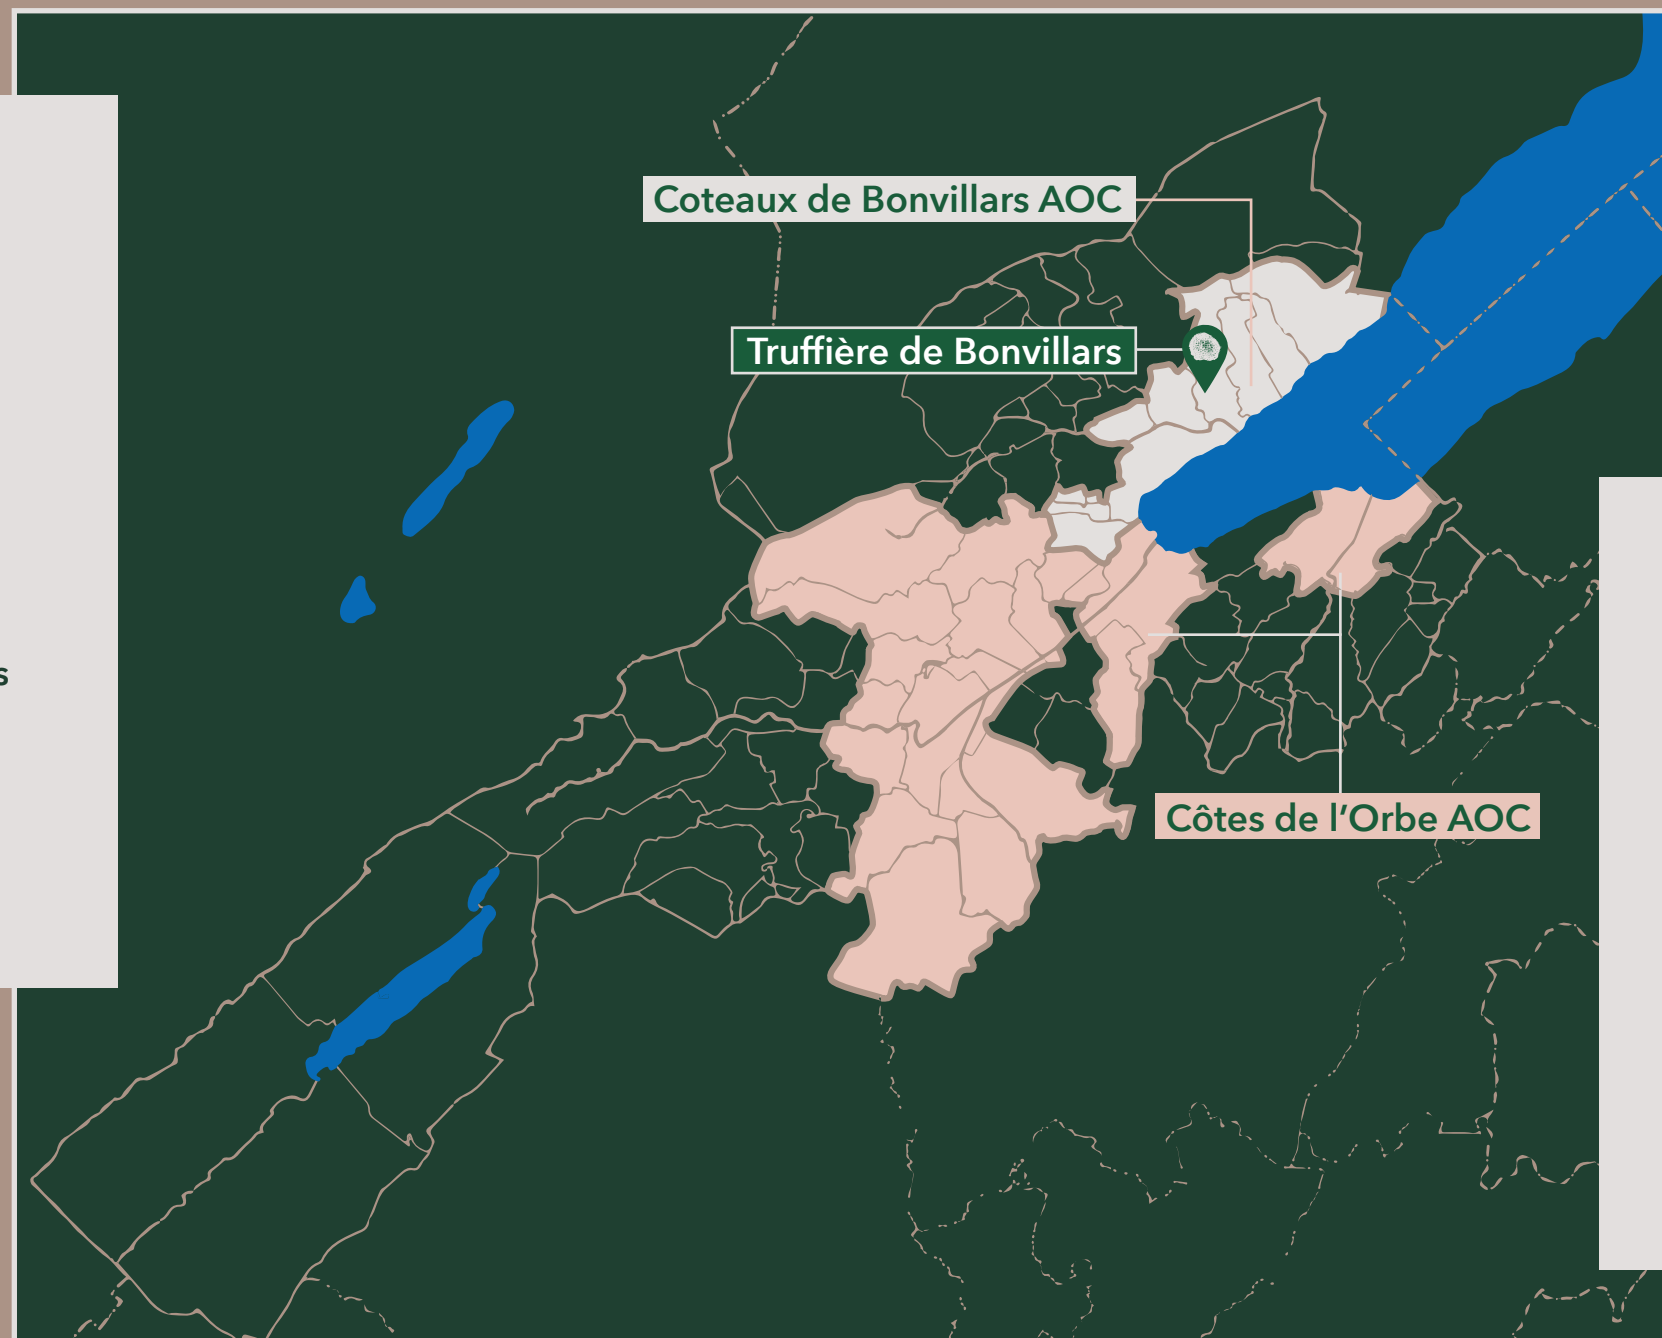 Coteaux de Bonvillars AOC
Truffière de Bonvillars
s
Côtes de l’Orbe AOC